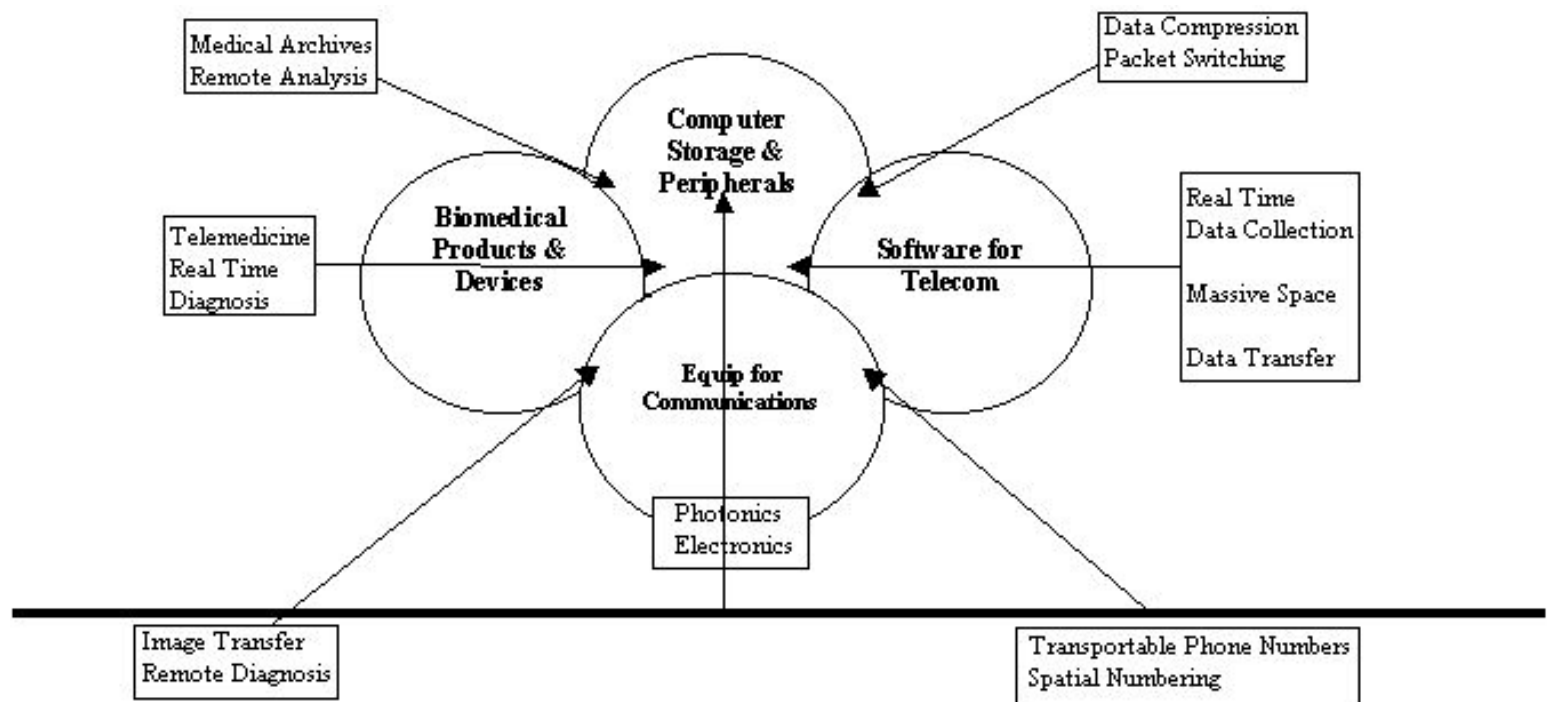 Medical Archives
Remote Analysis
Data Compression
Packet Switching
Computer
Storage &
Peripherals
Telemedicine
Real Time
Diagnosis
Biomedical
Products &
Devices
Software for
Telecom
Real Time
Data Collection
Massive Space
Data Transfer
Equip for
Communications
Photonics
Electronics
Image Transfer
Remote Diagnosis
Transportable Phone Numbers
Spatial Numbering